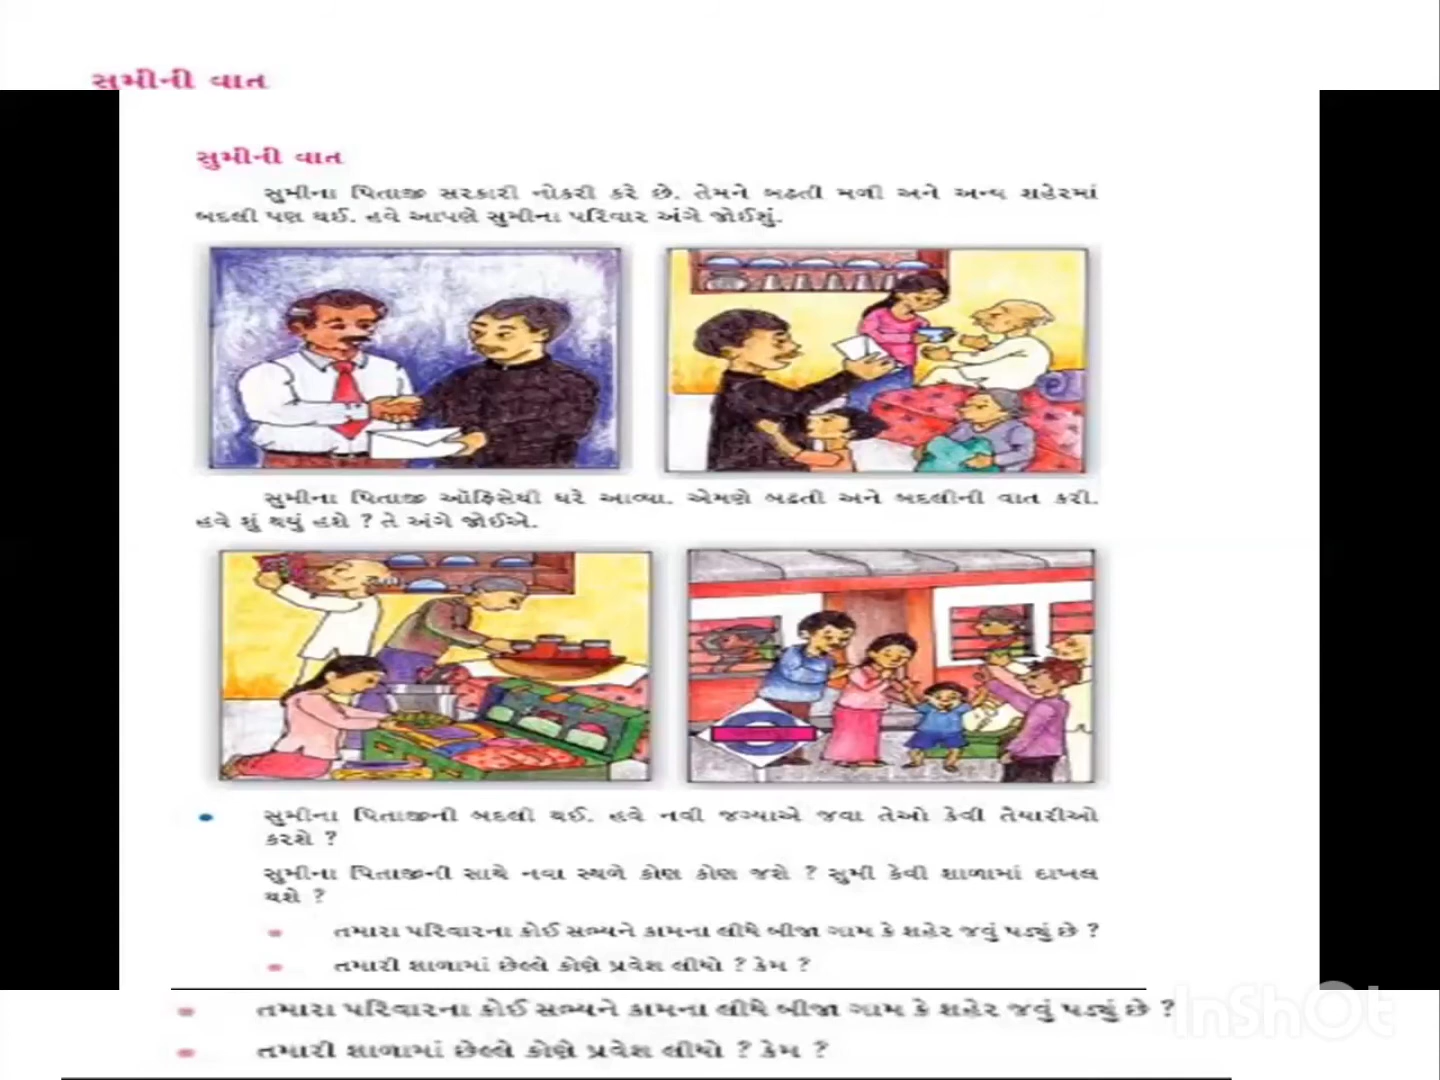 સુમીની વાત
સુમીની વાત
સુમીના પિતાજી સરકારી નોકરી કરે છે. તેમને બઢતી મળી અને અન્ય શહેરમાં
બદલી પણ થઈ. હવે આપણે સુમીના પરિવાર અંગે જોઈશું.
સુમીના પિતાજી ઑફિસેથી ઘરે આવ્યા. એમણે બઢતી અને બદલીની વાત કરી.
હવે શું થયું હશે ? તે અંગે જોઈએ.
સુમીના પિતાજીની બદલી થઈ. હવે નવી જગ્યાએ જવા તેઓ કેવી તૈયારીઓ
કરશે ?
સુમીના પિતાજીની સાથે નવા સ્થળે કોણ કોણ જશે ? સુમી કેવી શાળામાં દાખલ
થશે ?
તમારા પરિવારના કોઈ સભ્યને કામના લીધે બીજા ગામ કે શહેર જવું પડ્યું છે ?
તમારી શાળામાં છેલ્લે કોણે પ્રવેશ લીધો ? કેમ ?
તમારા પરિવારના કોઈ સભ્યને કામના લીધે બીજા ગામ કે શહેર જવું પડ્યું છે ?
તમારી શાળામાં છેલ્લે કોણે પ્રવેશ લીધો ? કેમ ?
InShOt